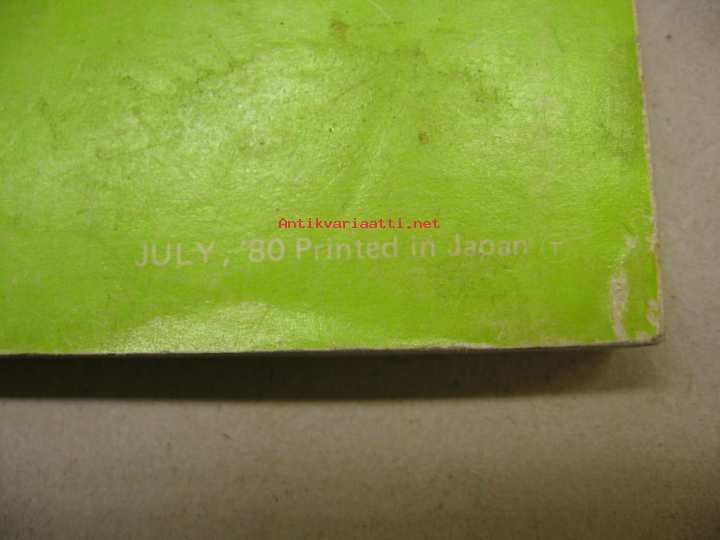 Antikvariaatti.net
JULY, '80 Printed in Japan (T)